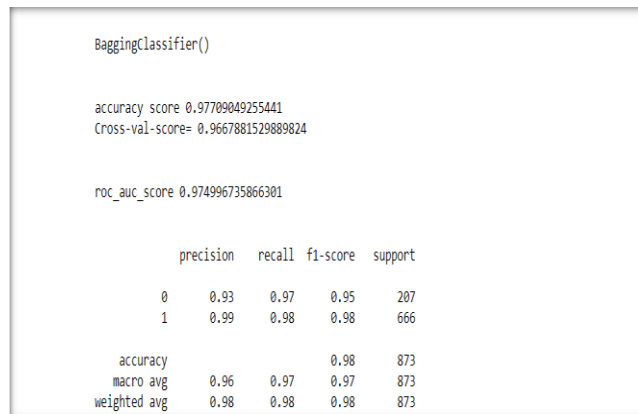 BaggingClassifier()
accuracy score 0.97709049255441
Cross-val-score= 0.9667881529889824
roc_auc_score 0.974996735866301
precision recall f1-score support
0 0.93 0.97 0.95 207
1 0.99 0.98 0.98 666
accuracy 0.98 873
macro avg 0.96 0.97 0.97 873
weighted avg 0.98 0.98 0.98 873